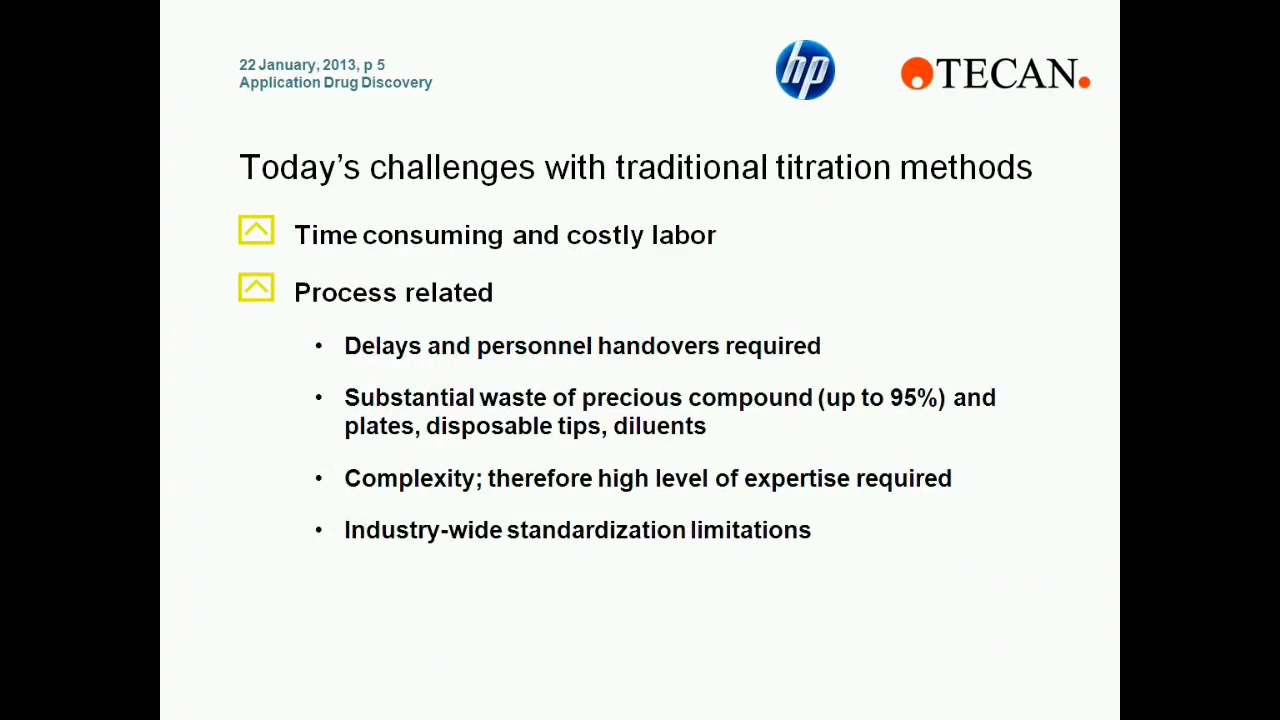 22 January, 2013, p 5
Application Drug Discovery
hp
TECAN.
Today's challenges with traditional titration methods
Time consuming and costly labor
Process related
• Delays and personnel handovers required
• Substantial waste of precious compound (up to 95%) and
plates, disposable tips, diluents
• Complexity; therefore high level of expertise required
• Industry-wide standardization limitations